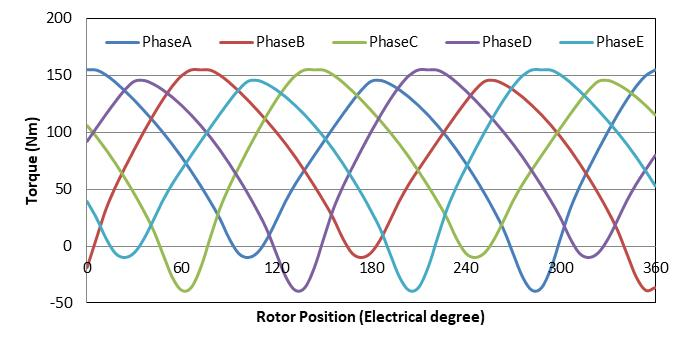 200
PhaseA PhaseB PhaseC PhaseD PhaseE
150
100
50
0
-50
Torque (Nm)
0 60 120 180 240 300 360
Rotor Position (Electrical degree)